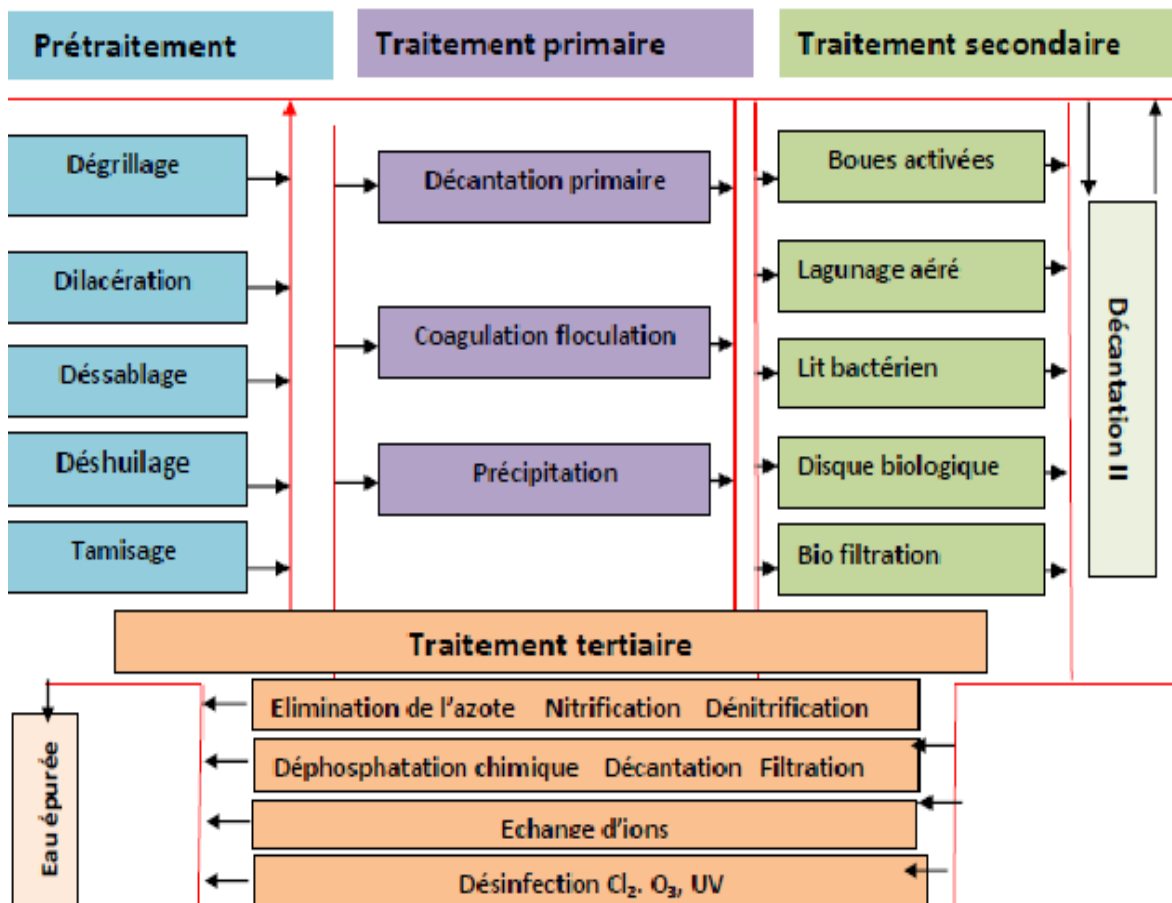 Prétraitement
Traitement primaire
Traitement secondaire
Dégrillage
Dilacération
Déssablage
Déshuilage
Tamisage
Décantation primaire
Coagulation floculation
Précipitation
Boues activées
Lagunage aéré
Lit bactérien
Disque biologique
Bio filtration
Décantation II
Traitement tertiaire
Elimination de l'azote Nitrification Dénitrification
Déphosphatation chimique Décantation Filtration
Echange d'ions
Désinfection Cl₂. O₃, UV
Eau épurée